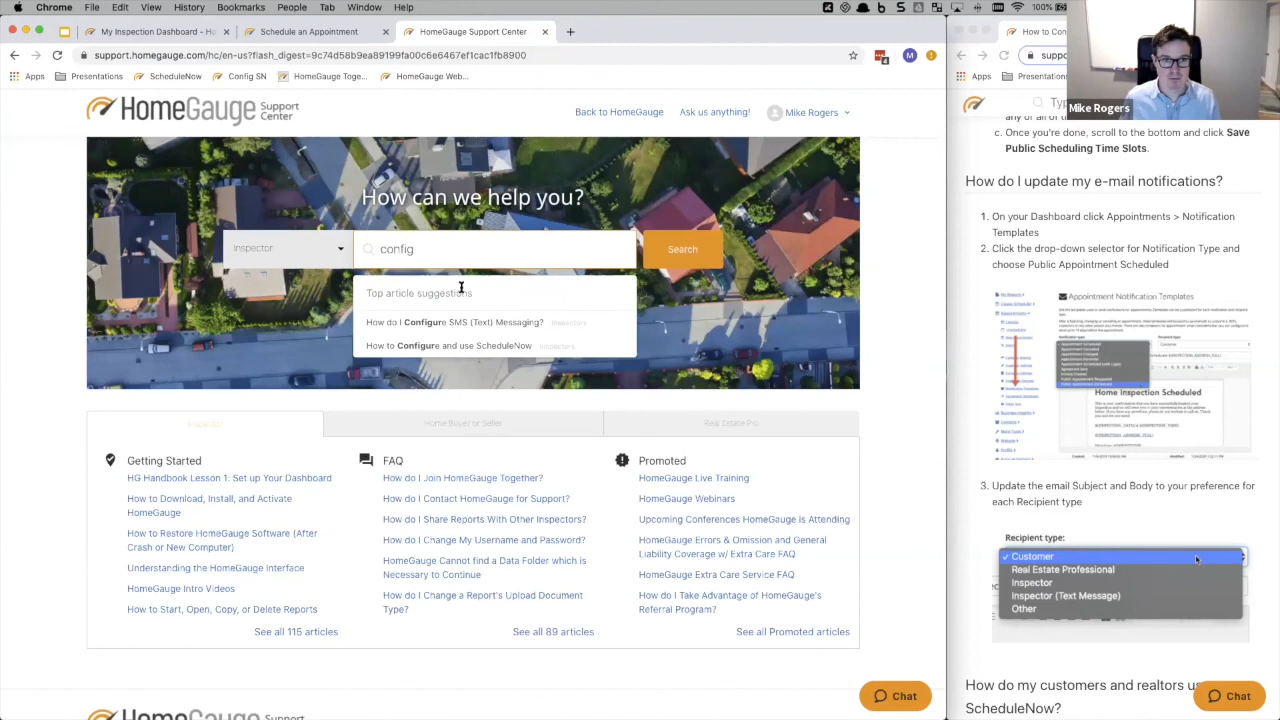 Chrome File Edit View History Bookmarks People Tab Window Help
100%
My Inspection Dashboard - Ho
Schedule an Appointment
HomeGauge Support Center
support.homegauge.com/hc/en-us?
Apps
Presentations
ScheduleNow
Config SN
HomeGauge Toge...
HomeGauge Web...
HomeGauge Support Center
Back to HomeGauge
Ask us anything!
Mike Rogers
How can we help you?
Inspector
config
Search
Top article suggestions
Messaging
Configure and use ScheduleNow
Home Buyer or Seller
Real Estate Pro
Getting Started
HG Handbook Lesson 1: Set up Your Dashboard
How to Download, Install, and Activate
HomeGauge
How to Restore HomeGauge Software (After
Crash or New Computer)
Understanding the HomeGauge Interface
HomeGauge Intro Videos
How to Start, Open, Copy, or Delete Reports
See all 115 articles
How do I Join HomeGauge Together?
How do I Contact HomeGauge for Support?
How do I Share Reports With Other Inspectors?
How do I Change My Username and Password?
HomeGauge Cannot find a Data Folder which is
Necessary to Continue
How do I Change a Report's Upload Document
Type?
See all 89 articles
HomeGauge Live Training
HomeGauge Webinars
Upcoming Conferences HomeGauge is Attending
HomeGauge Errors & Omission and General
Liability Coverage w/ Extra Care FAQ
HomeGauge Extra Care Service FAQ
How do I Take Advantage of HomeGauge's
Referral Program?
See all Promoted articles
Chat
HomeGauge Support
How to Con
supp
Apps
Presentations
Mike Rogers
c. Once you're done, scroll to the bottom and click Save
Public Scheduling Time Slots.
How do I update my e-mail notifications?
1. On your Dashboard click Appointments > Notification
Templates
2. Click the drop-down selector for Notification Type and
choose Public Appointment Scheduled
Appointment Notification Templates
Home Inspection Scheduled
3. Update the email Subject and Body to your preference for
each Recipient type
Recipient type:
✓ Customer
Real Estate Professional
Inspector
Inspector (Text Message)
Other
How do my customers and realtors us
ScheduleNow?
Chat